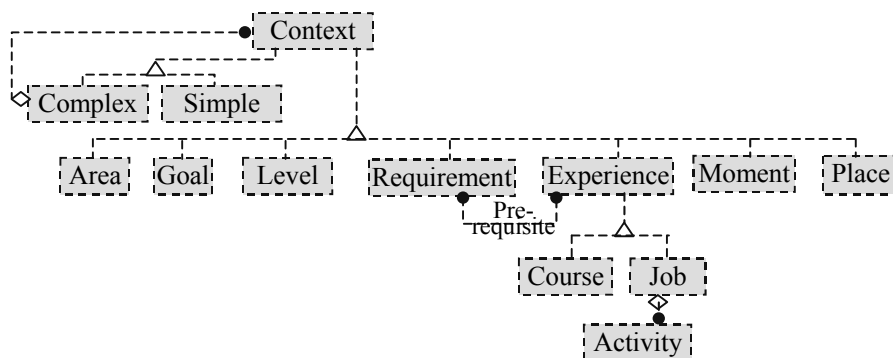 Context
Complex Simple
Area Goal Level Requirement Experience Moment Place
Pre-
requisite
Course Job
Activity